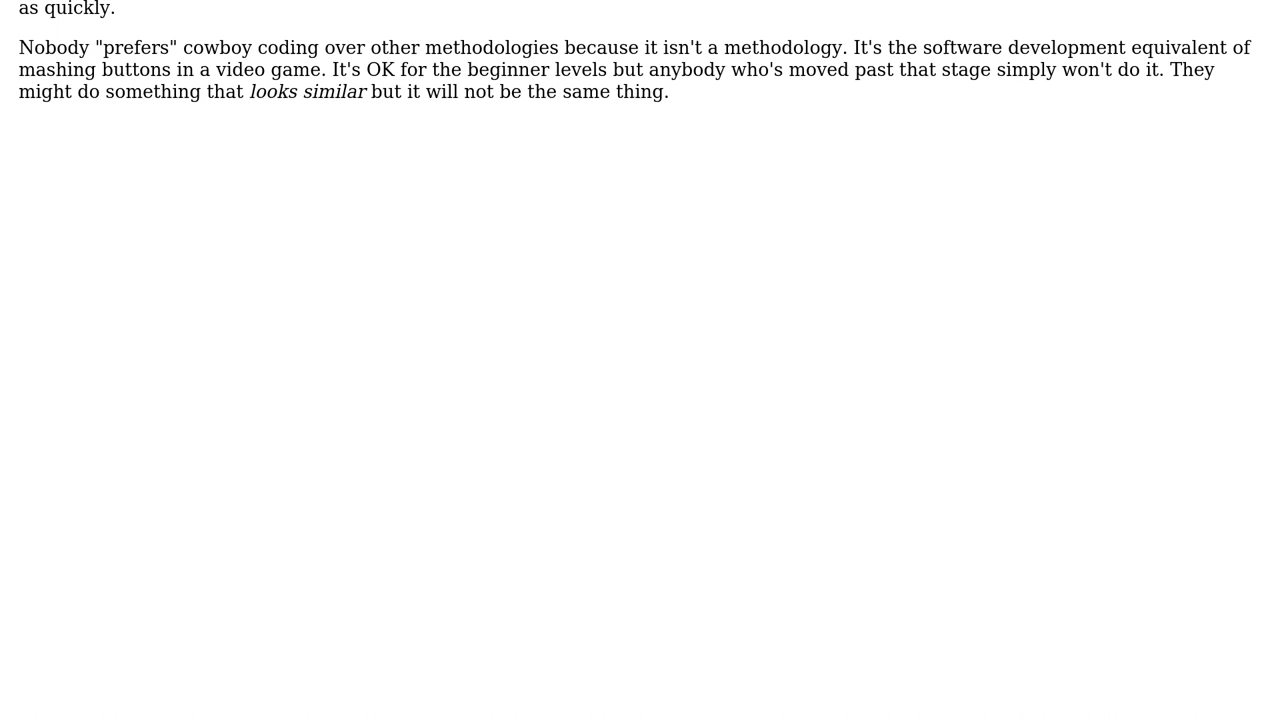 as quickly.
Nobody "prefers" cowboy coding over other methodologies because it isn't a methodology. It's the software development equivalent of
mashing buttons in a video game. It's OK for the beginner levels but anybody who's moved past that stage simply won't do it. They
might do something that looks similar but it will not be the same thing.